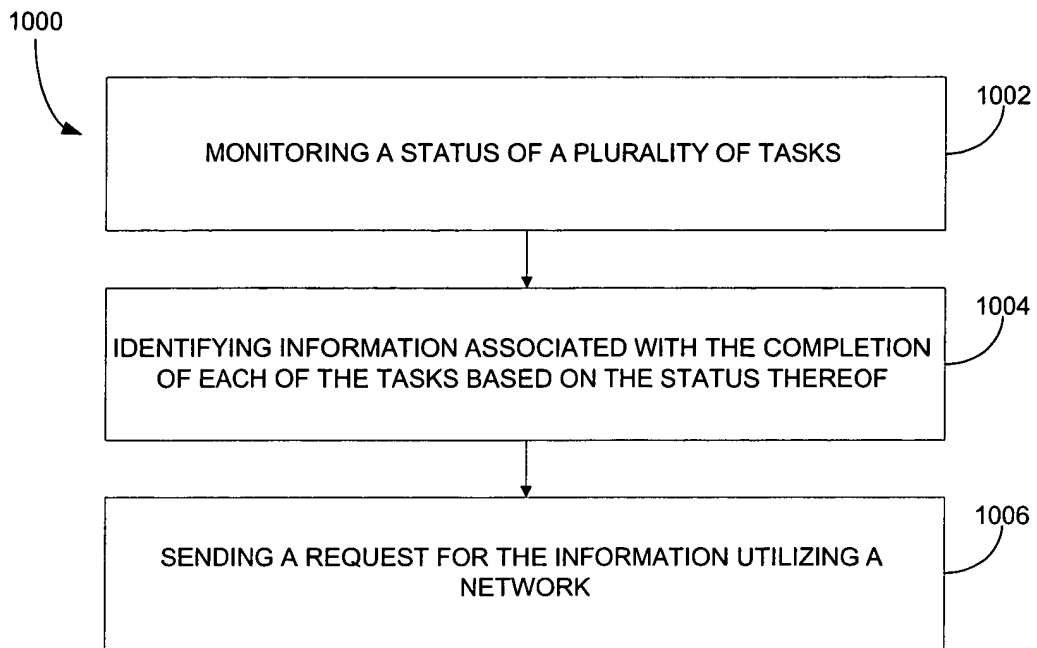 1000
1002
MONITORING A STATUS OF A PLURALITY OF TASKS
1004
IDENTIFYING INFORMATION ASSOCIATED WITH THE COMPLETION
OF EACH OF THE TASKS BASED ON THE STATUS THEREOF
1006
SENDING A REQUEST FOR THE INFORMATION UTILIZING A
NETWORK